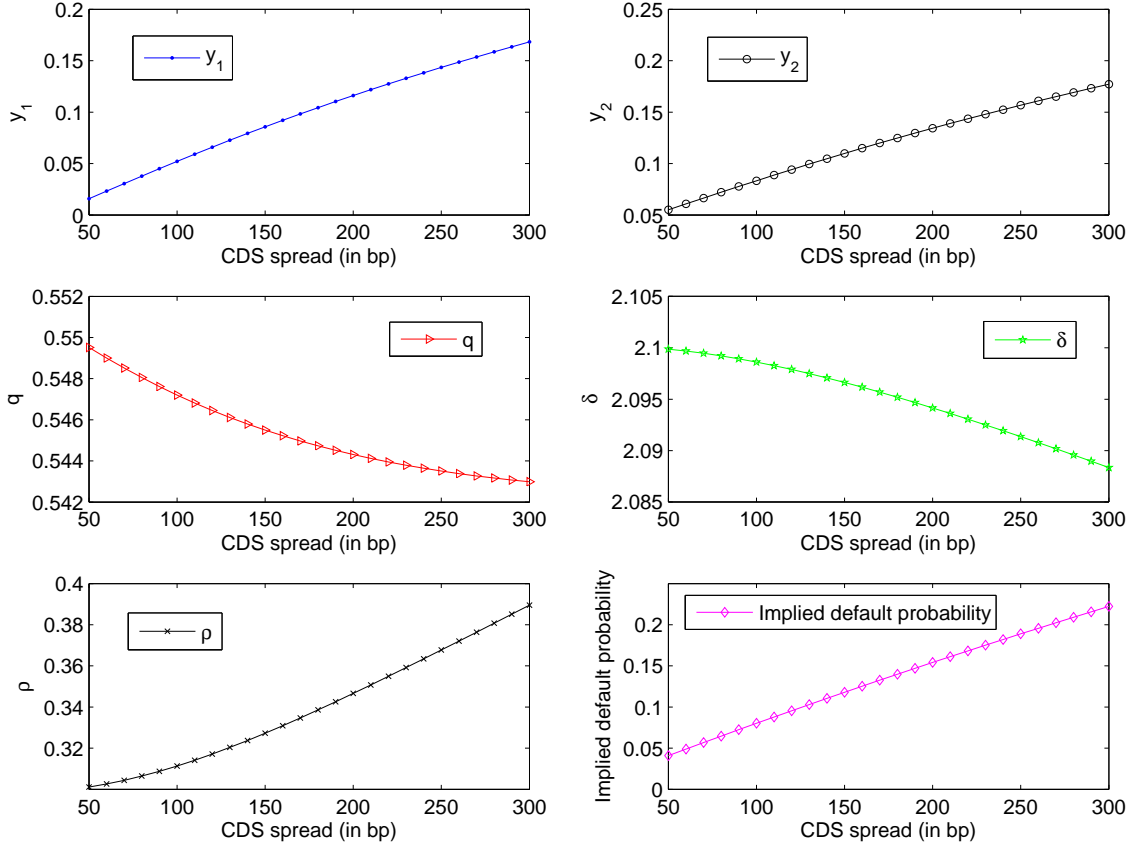 0.2
0.15
0.1
0.05
0
y1
y1
50 100 150 200 250 300
CDS spread (in bp)
0.25
0.2
0.15
0.1
0.05
y2
y2
50 100 150 200 250 300
CDS spread (in bp)
0.552
0.55
0.548
0.546
0.544
0.542
q
q
50 100 150 200 250 300
CDS spread (in bp)
2.105
2.1
2.095
2.09
2.085
δ
δ
50 100 150 200 250 300
CDS spread (in bp)
0.4
0.38
0.36
0.34
0.32
ρ
ρ
50 100 150 200 250 300
CDS spread (in bp)
0.2
0.15
0.1
0.05
0
Implied default probability
Implied default probability
50 100 150 200 250 300
CDS spread (in bp)